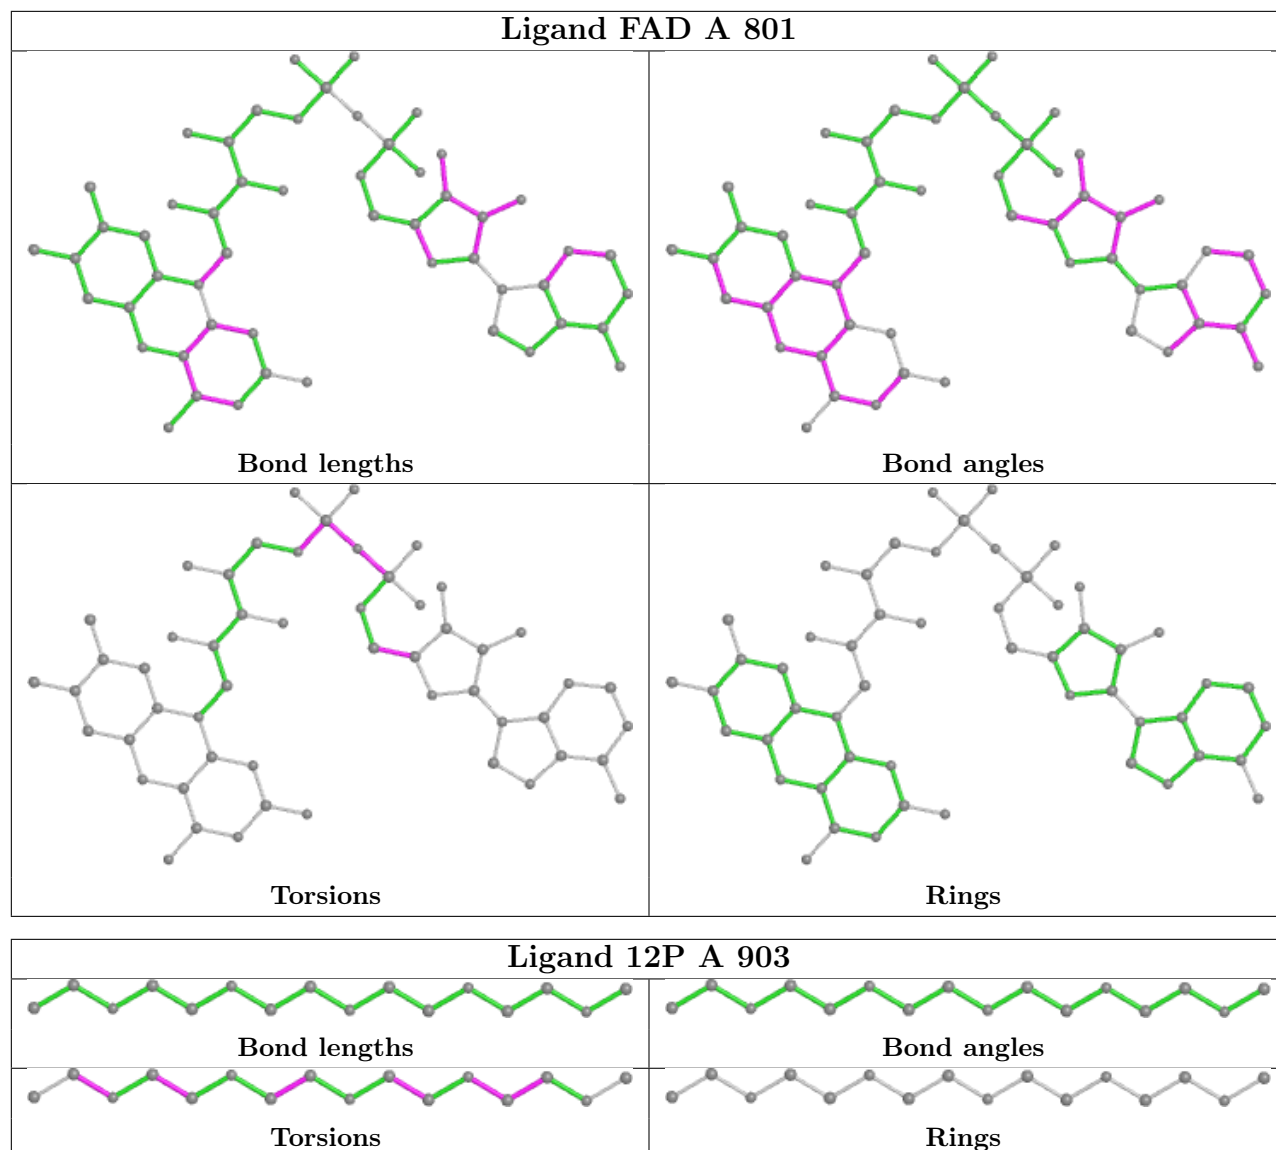 Ligand FAD A 801
Bond lengths
Bond angles
Torsions
Rings
Ligand 12P A 903
Bond lengths
Bond angles
Torsions
Rings